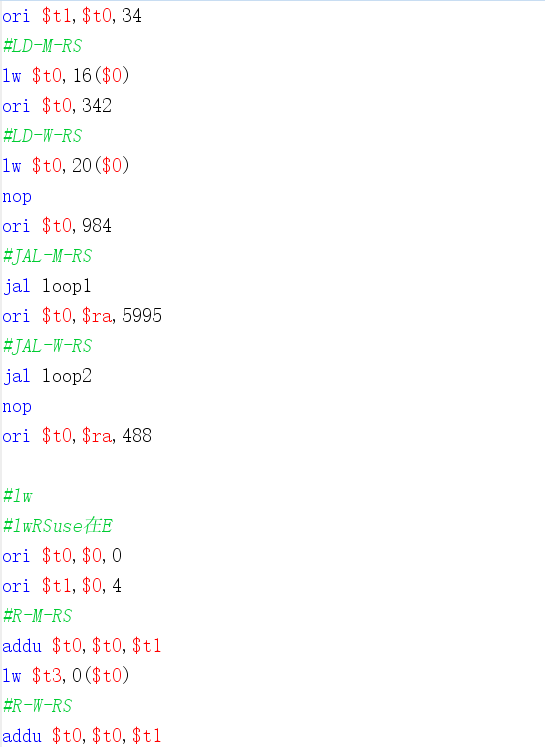 ori $t1,$t0,34
#LD-M-RS
lw $t0,16($0)
ori $t0,342
#LD-W-RS
lw $t0,20($0)
nop
ori $t0,984
#JAL-M-RS
jal loop1
ori $t0,$ra,5995
#JAL-W-RS
jal loop2
nop
ori $t0,$ra,488
#lw
#lwRSuse在E
ori $t0,$0,0
ori $t1,$0,4
#R-M-RS
addu $t0,$t0,$t1
lw $t3,0($t0)
#R-W-RS
addu $t0,$t0,$t1